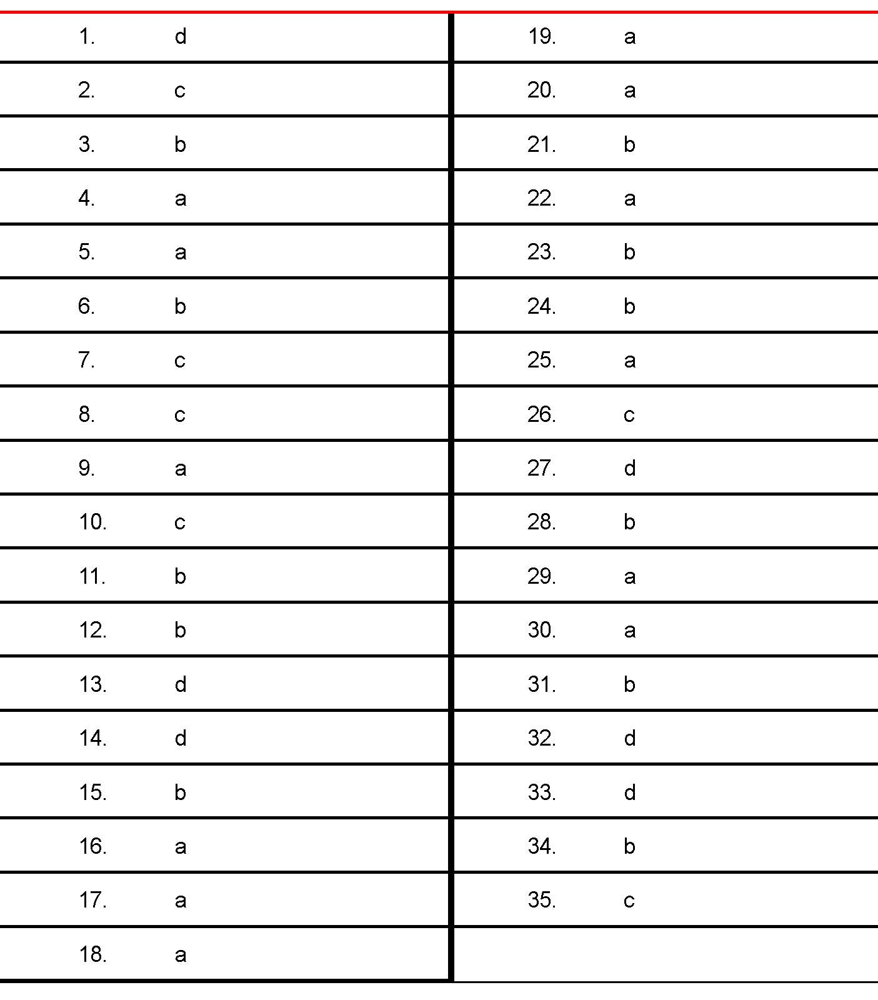 1. d
2. c
3. b
4. a
5. a
6. b
7. c
8. c
9. a
10. c
11. b
12. b
13. d
14. d
15. b
16. a
17. a
18. a
19. a
20. a
21. b
22. a
23. b
24. b
25. a
26. c
27. d
28. b
29. a
30. a
31. b
32. d
33. d
34. b
35. c